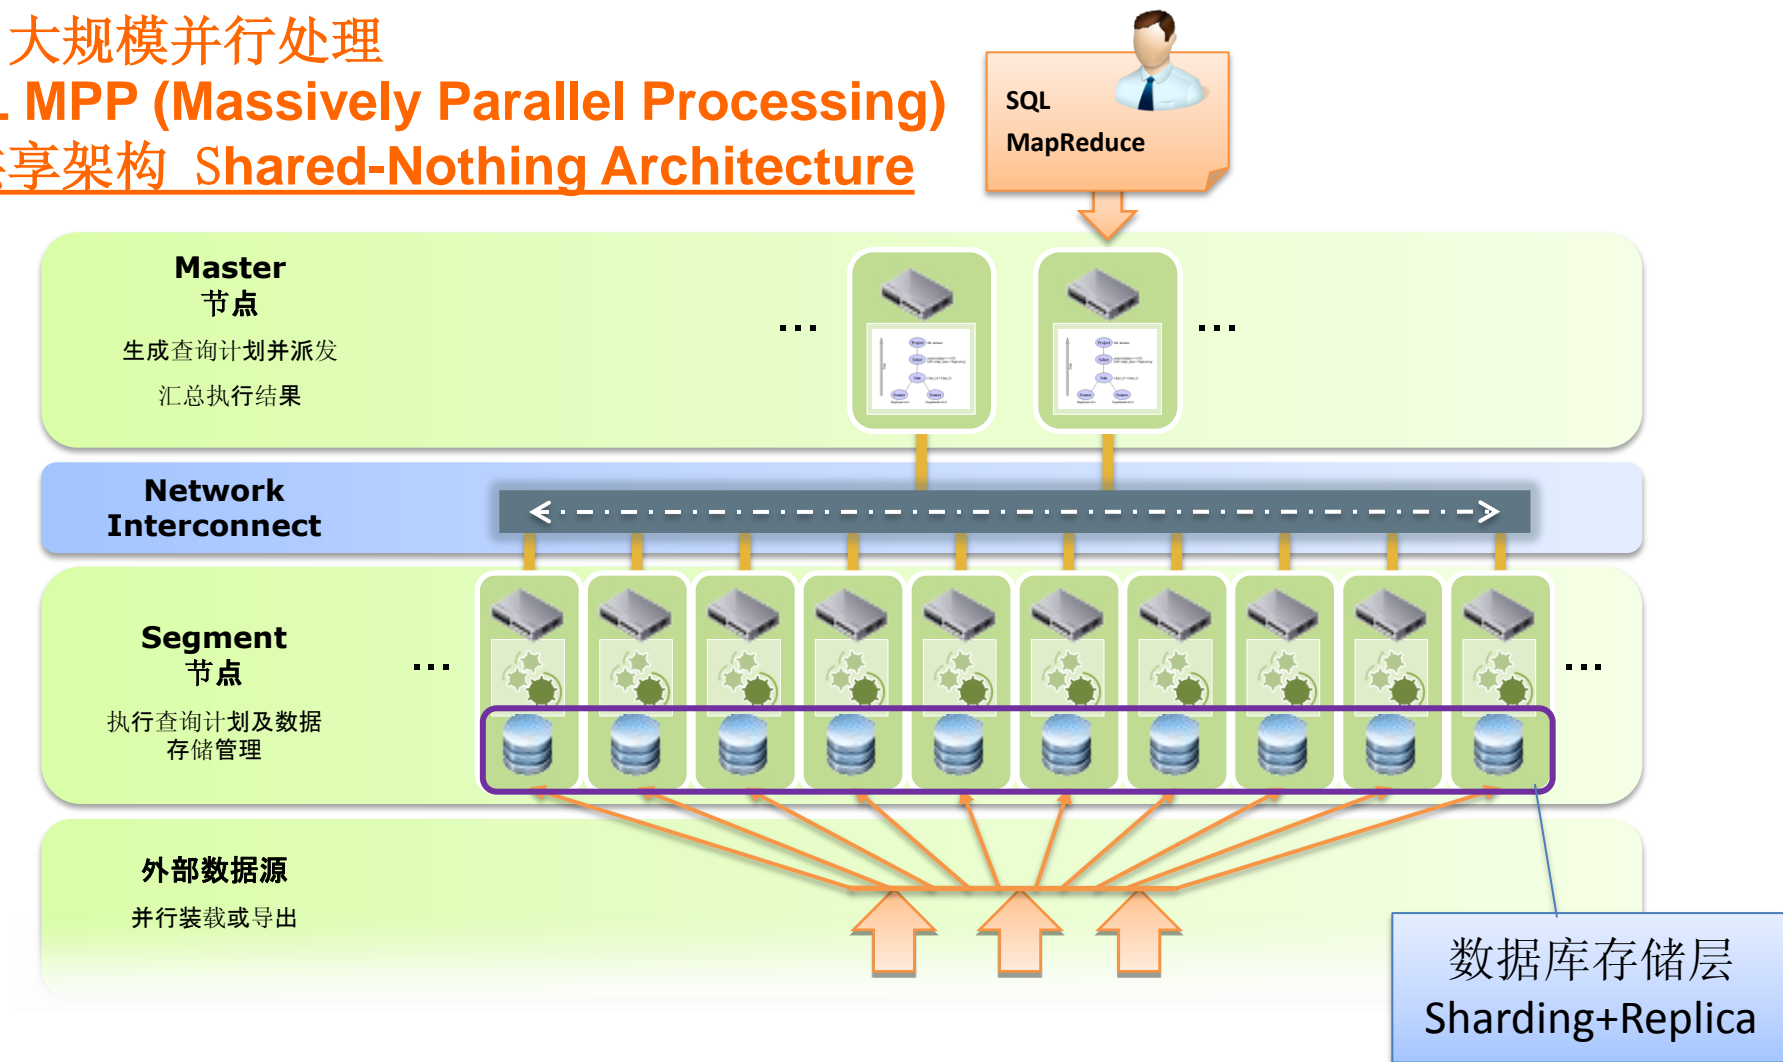 大规模并行处理
MPP (Massively Parallel Processing)
享架构 Shared-Nothing Architecture
SQL
MapReduce
Master
节点
生成查询计划并派发
汇总执行结果
...
...
Network
Interconnect
Segment
节点
执行查询计划及数据
存储管理
...
...
外部数据源
并行装载或导出
数据库存储层
Sharding+Replica